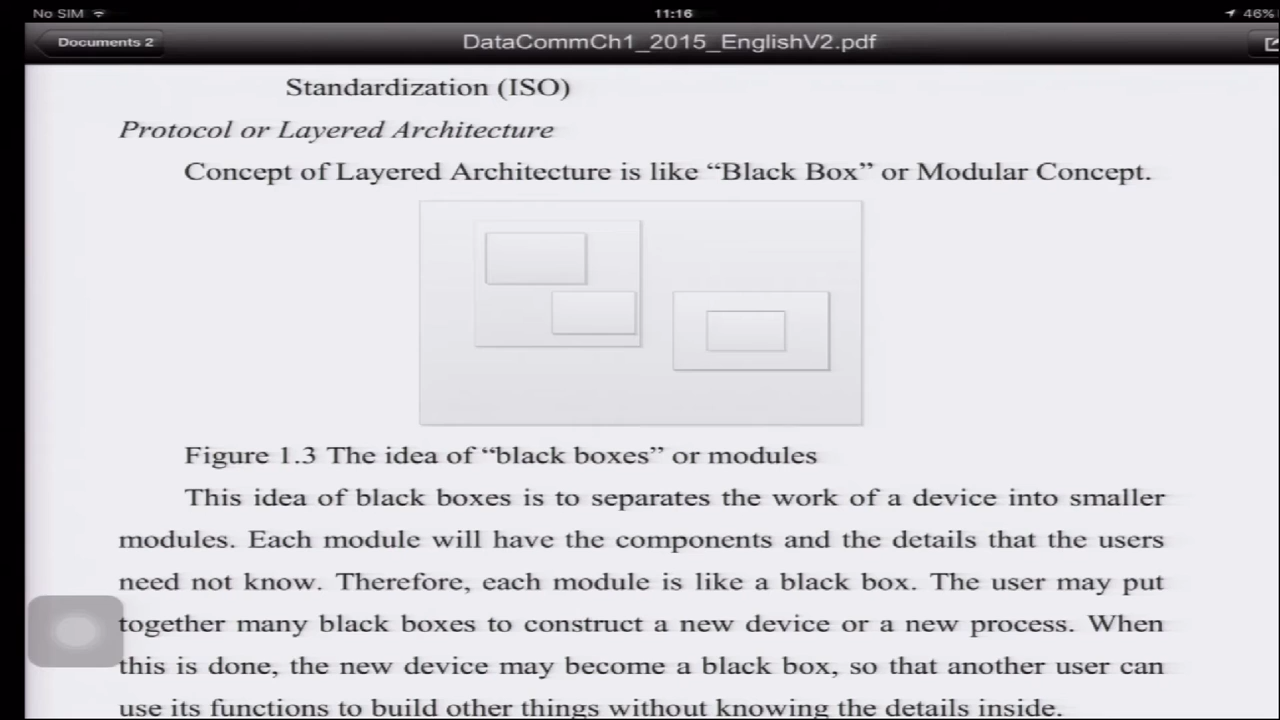 No SIM
11:16
46%
Documents 2
DataCommCh1_2015_EnglishV2.pdf
Standardization (ISO)
Protocol or Layered Architecture
Concept of Layered Architecture is like “Black Box” or Modular Concept.
Figure 1.3 The idea of “black boxes” or modules
This idea of black boxes is to separates the work of a device into smaller
modules. Each module will have the components and the details that the users
need not know. Therefore, each module is like a black box. The user may put
together many black boxes to construct a new device or a new process. When
this is done, the new device may become a black box, so that another user can
use its functions to build other things without knowing the details inside.